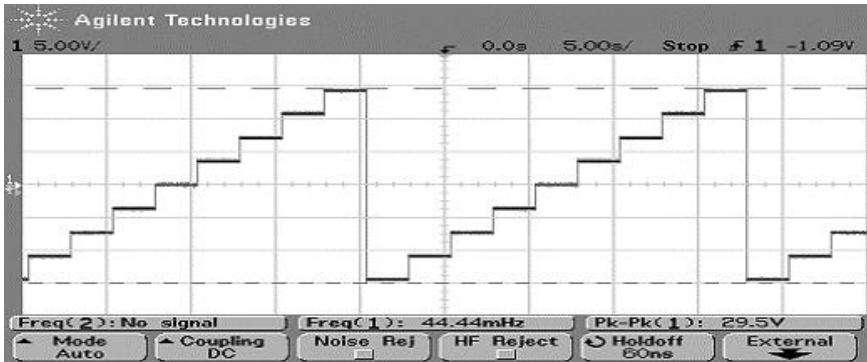 Agilent Technologies
1 5.00V/ 0.0s 5.00s/ Stop 1 -1.09V
1
Freq(2):No signal Freq(1): 44.44mHz Pk-Pk(1): 29.5V
Mode Auto Coupling DC Noise Rej HF Reject Holdoff 60ns External